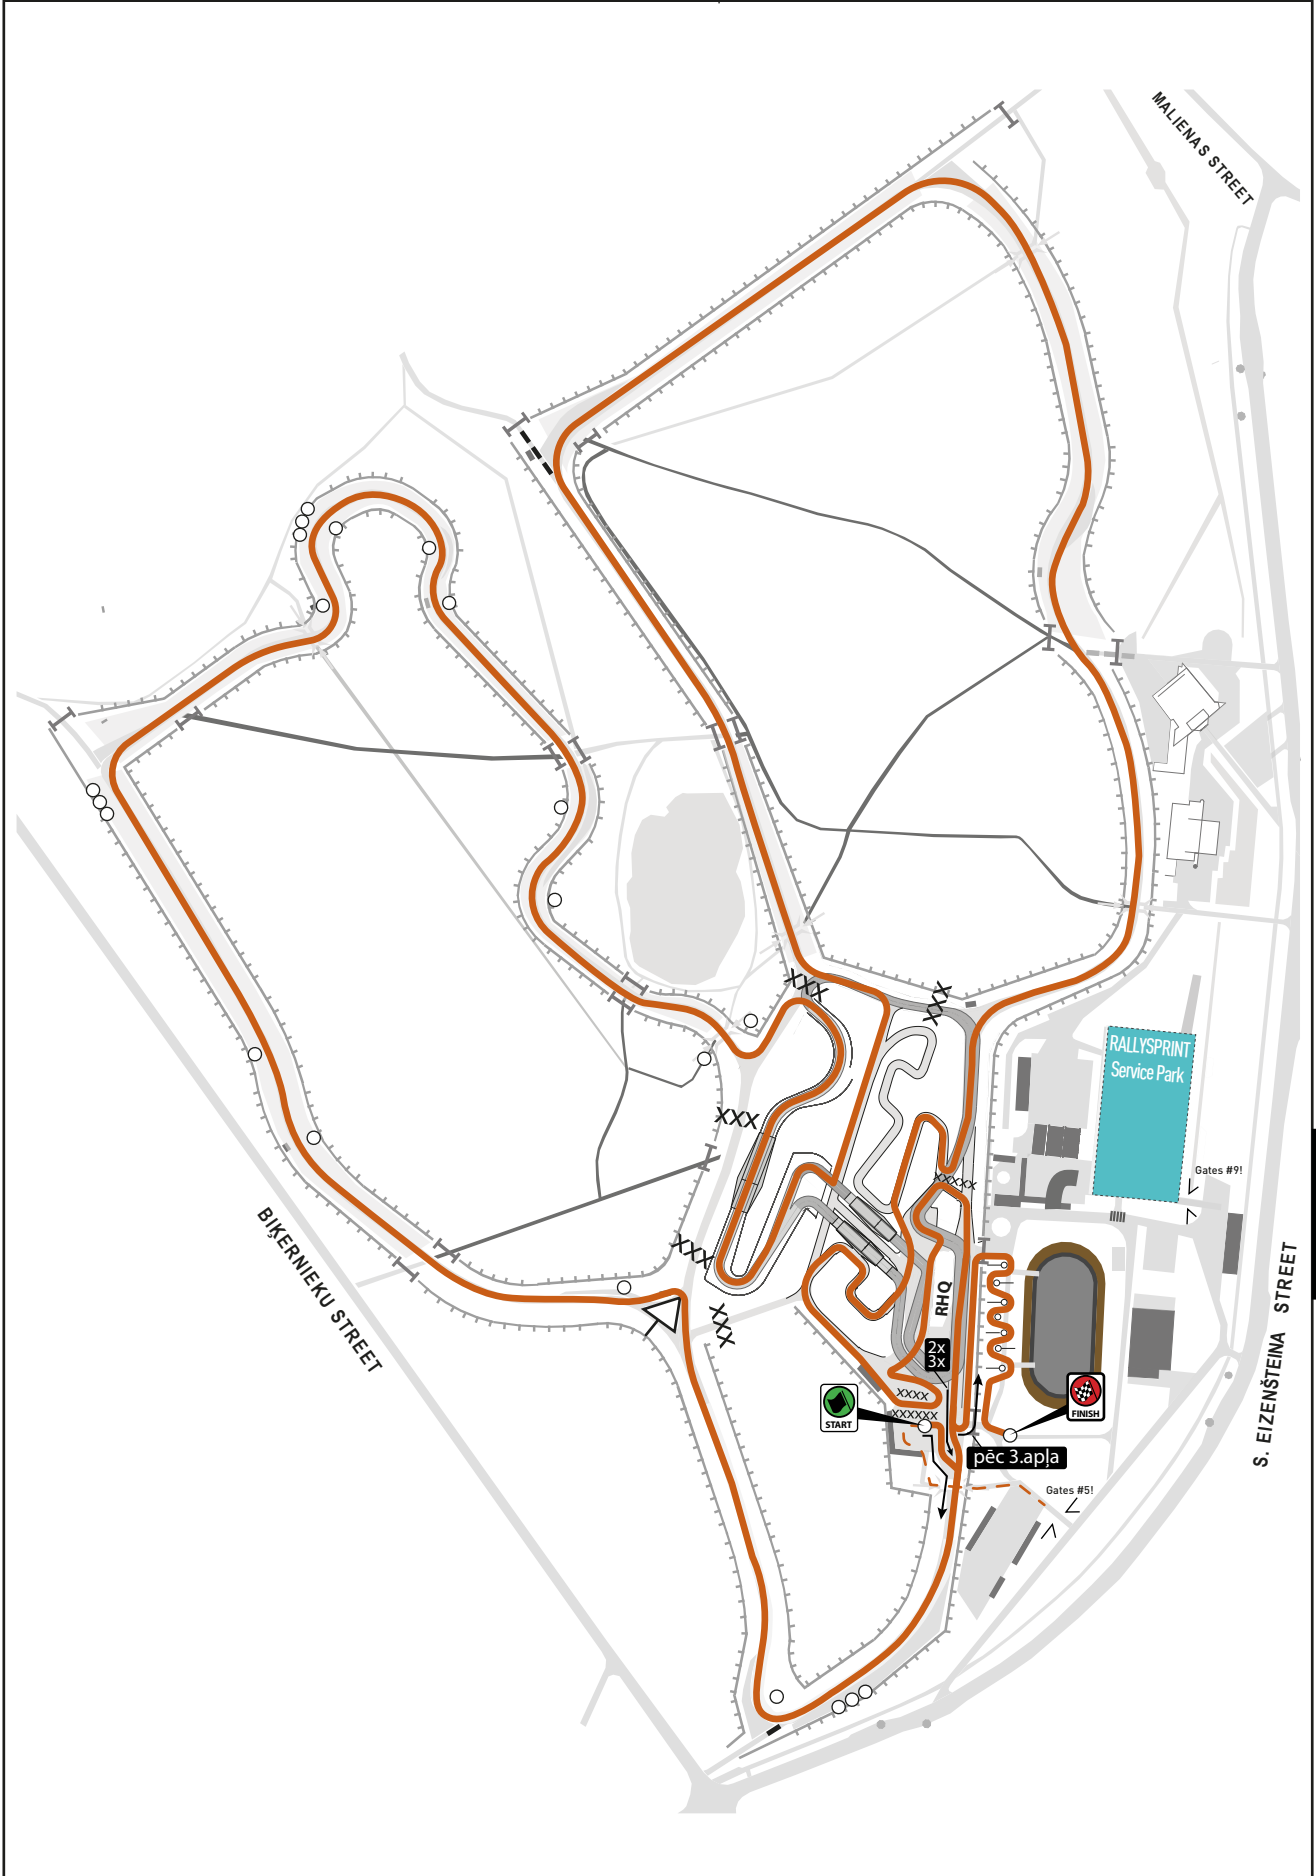 MALIENAS STREET
XXX
XXX
RALLYSPRINT
Service Park
XXX
Gates #9!
XXXXX
BIĶERNIEKU STREET
XXX
S. EIZENŠTEINA STREET
RHQ
XXX
2x
3x
XXXX
START
XXXXXX
FINISH
pēc 3.apļa
Gates #5!